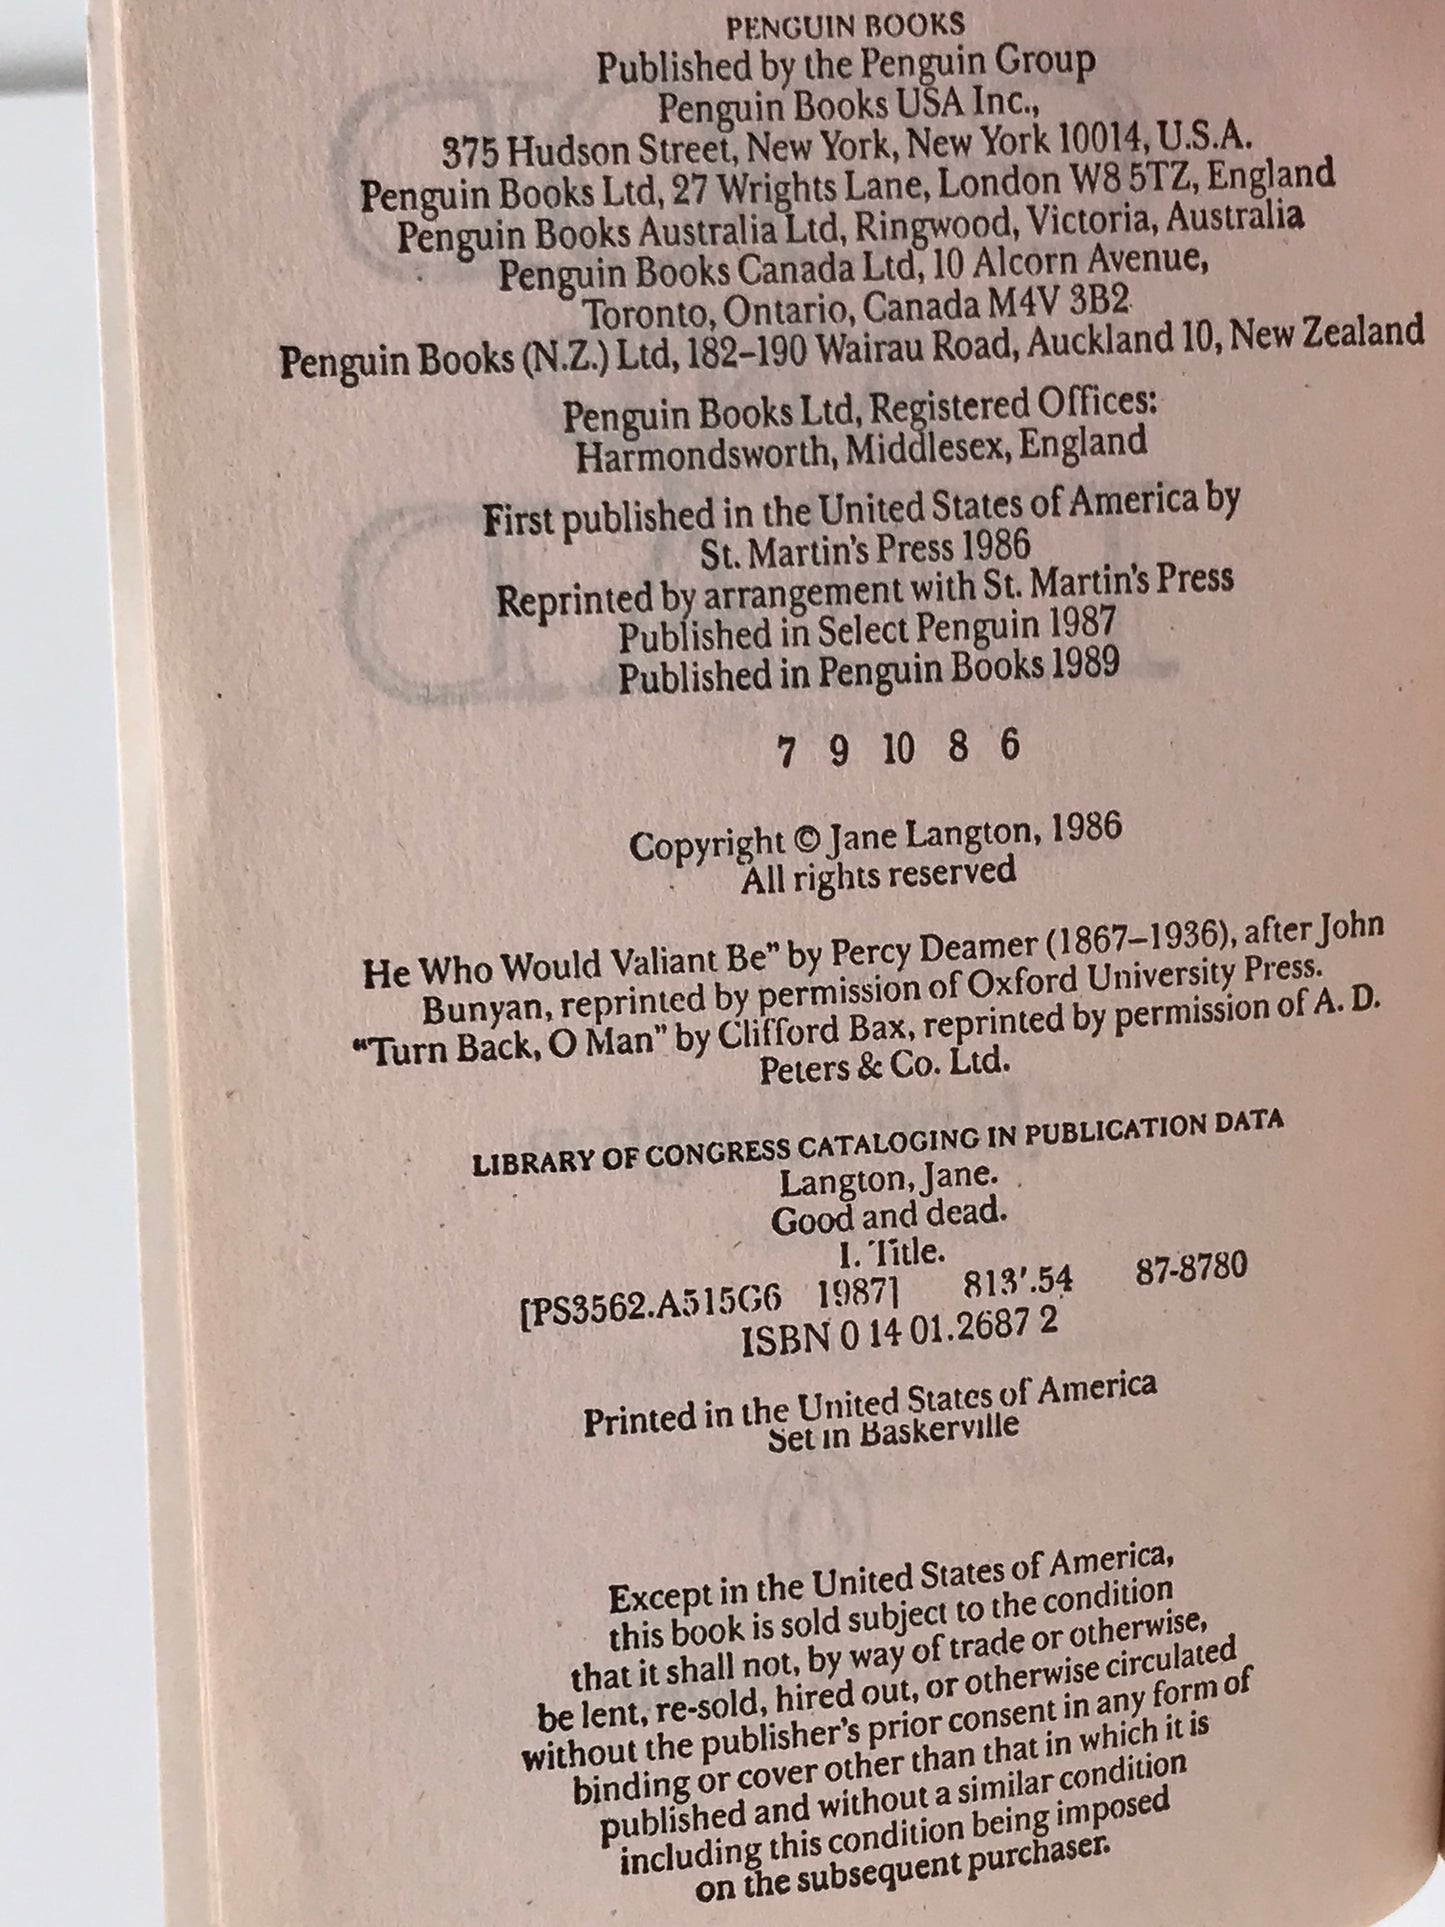 PENGUIN BOOKS
Published by the Penguin Group
Penguin Books USA Inc.,
375 Hudson Street, New York, New York 10014, U.S.A.
Penguin Books Ltd, 27 Wrights Lane, London W8 5TZ, England
Penguin Books Australia Ltd, Ringwood, Victoria, Australia
Penguin Books Canada Ltd, 10 Alcorn Avenue,
Toronto, Ontario, Canada M4V 3B2
Penguin Books (N.Z.) Ltd, 182–190 Wairau Road, Auckland 10, New Zealand
Penguin Books Ltd, Registered Offices:
Harmondsworth, Middlesex, England
First published in the United States of America by
St. Martin's Press 1986
Reprinted by arrangement with St. Martin's Press
Published in Select Penguin 1987
Published in Penguin Books 1989
7 9 10 8 6
Copyright © Jane Langton, 1986
All rights reserved
He Who Would Valiant Be" by Percy Deamer (1867–1936), after John
Bunyan, reprinted by permission of Oxford University Press.
"Turn Back, O Man" by Clifford Bax, reprinted by permission of A. D.
Peters & Co. Ltd.
LIBRARY OF CONGRESS CATALOGING IN PUBLICATION DATA
Langton, Jane.
Good and dead.
I. Title.
[PS3562.A515G6 1987] 813'.54 87-8780
ISBN 0 14 01.2687 2
Printed in the United States of America
Set in Baskerville
Except in the United States of America,
this book is sold subject to the condition
that it shall not, by way of trade or otherwise,
be lent, re-sold, hired out, or otherwise circulated
without the publisher's prior consent in any form of
binding or cover other than that in which it is
published and without a similar condition
including this condition being imposed
on the subsequent purchaser.